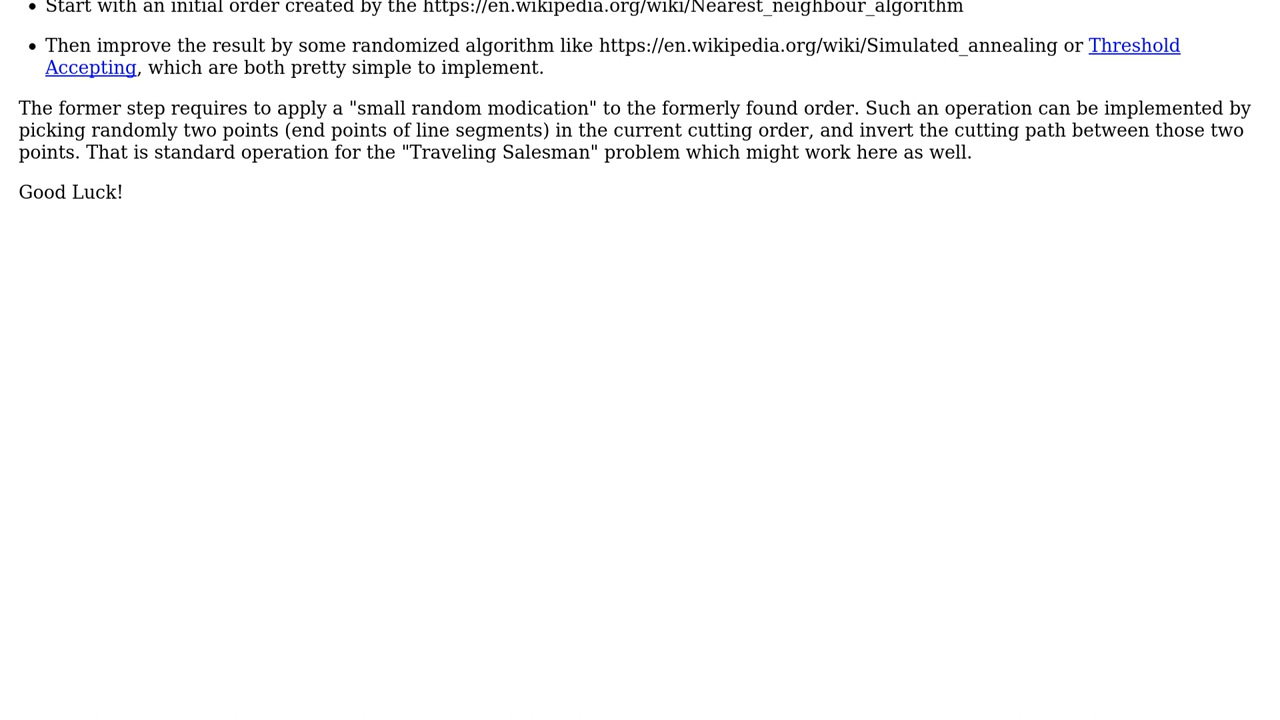 Start with an initial order created by the https://en.wikipedia.org/wiki/Nearest_neighbour_algorithm
Then improve the result by some randomized algorithm like https://en.wikipedia.org/wiki/Simulated_annealing or Threshold
Accepting, which are both pretty simple to implement.
The former step requires to apply a "small random modication" to the formerly found order. Such an operation can be implemented by
picking randomly two points (end points of line segments) in the current cutting order, and invert the cutting path between those two
points. That is standard operation for the "Traveling Salesman" problem which might work here as well.
Good Luck!